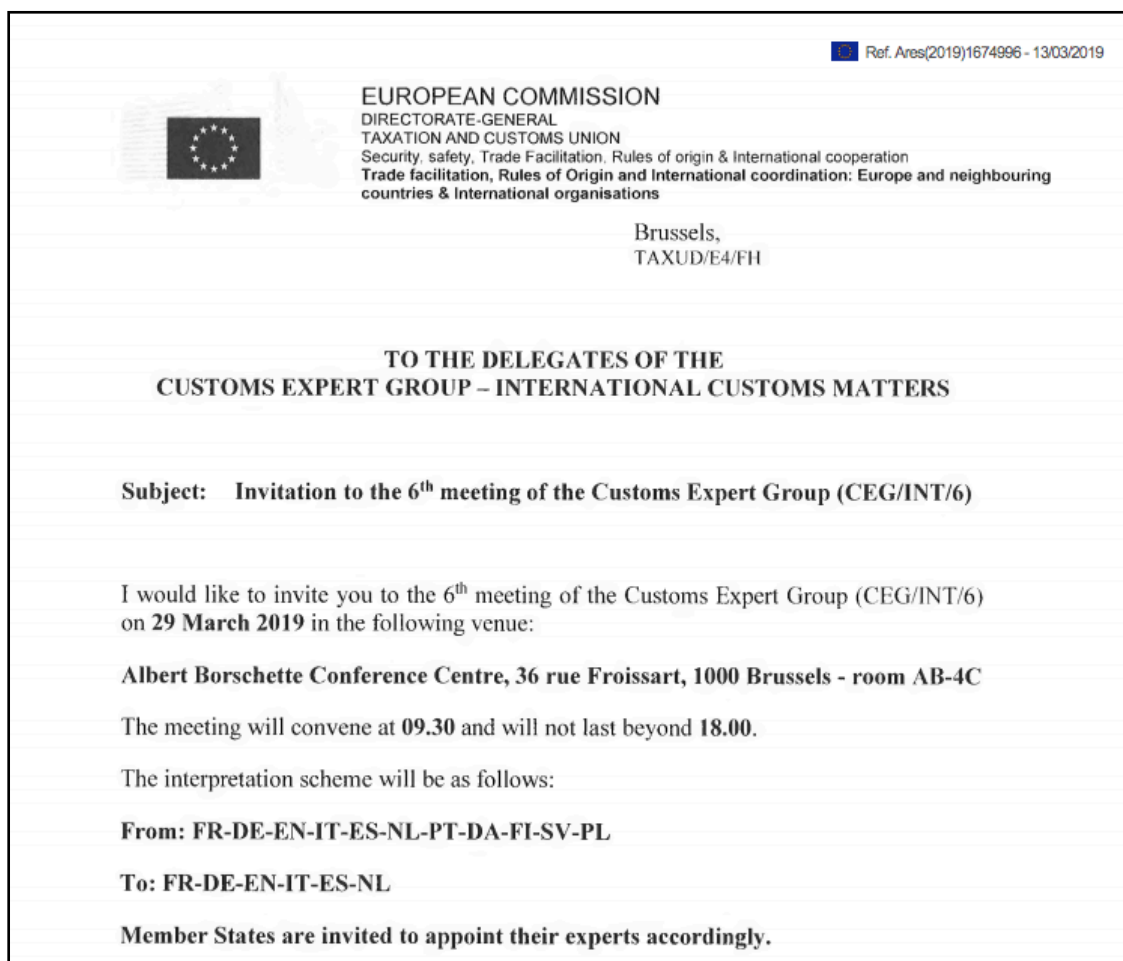 Ref. Ares(2019)1674996 - 13/03/2019
EUROPEAN COMMISSION
DIRECTORATE-GENERAL
TAXATION AND CUSTOMS UNION
Security, safety, Trade Facilitation, Rules of origin & International cooperation
Trade facilitation, Rules of Origin and International coordination: Europe and neighbouring
countries & International organisations
Brussels,
TAXUD/E4/FH
TO THE DELEGATES OF THE
CUSTOMS EXPERT GROUP – INTERNATIONAL CUSTOMS MATTERS
Subject: Invitation to the 6th meeting of the Customs Expert Group (CEG/INT/6)
I would like to invite you to the 6th meeting of the Customs Expert Group (CEG/INT/6)
on 29 March 2019 in the following venue:
Albert Borschette Conference Centre, 36 rue Froissart, 1000 Brussels - room AB-4C
The meeting will convene at 09.30 and will not last beyond 18.00.
The interpretation scheme will be as follows:
From: FR-DE-EN-IT-ES-NL-PT-DA-FI-SV-PL
To: FR-DE-EN-IT-ES-NL
Member States are invited to appoint their experts accordingly.